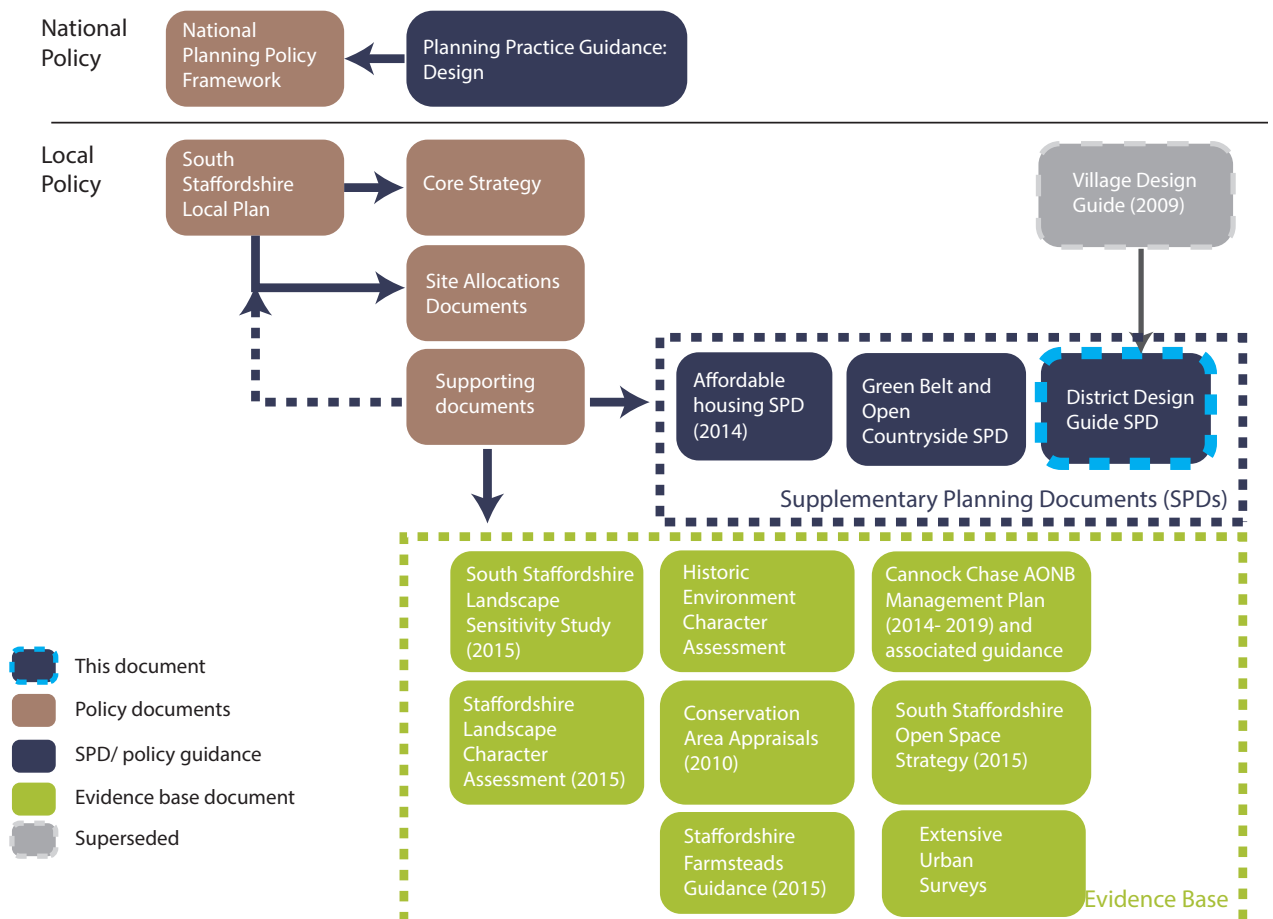 National
Policy
National
Planning Policy
Framework
Planning Practice Guidance:
Design
Local
Policy
South
Staffordshire
Local Plan
Core Strategy
Village Design
Guide (2009)
Site Allocations
Documents
Supporting
documents
Affordable
housing SPD
(2014)
Green Belt and
Open
Countryside SPD
District Design
Guide SPD
Supplementary Planning Documents (SPDs)
South Staffordshire
Landscape
Sensitivity Study
(2015)
Historic
Environment
Character
Assessment
Cannock Chase AONB
Management Plan
(2014- 2019) and
associated guidance
Staffordshire
Landscape
Character
Assessment (2015)
Conservation
Area Appraisals
(2010)
South Staffordshire
Open Space
Strategy (2015)
Staffordshire
Farmsteads
Guidance (2015)
Extensive
Urban
Surveys
Evidence Base
This document
Policy documents
SPD/ policy guidance
Evidence base document
Superseded